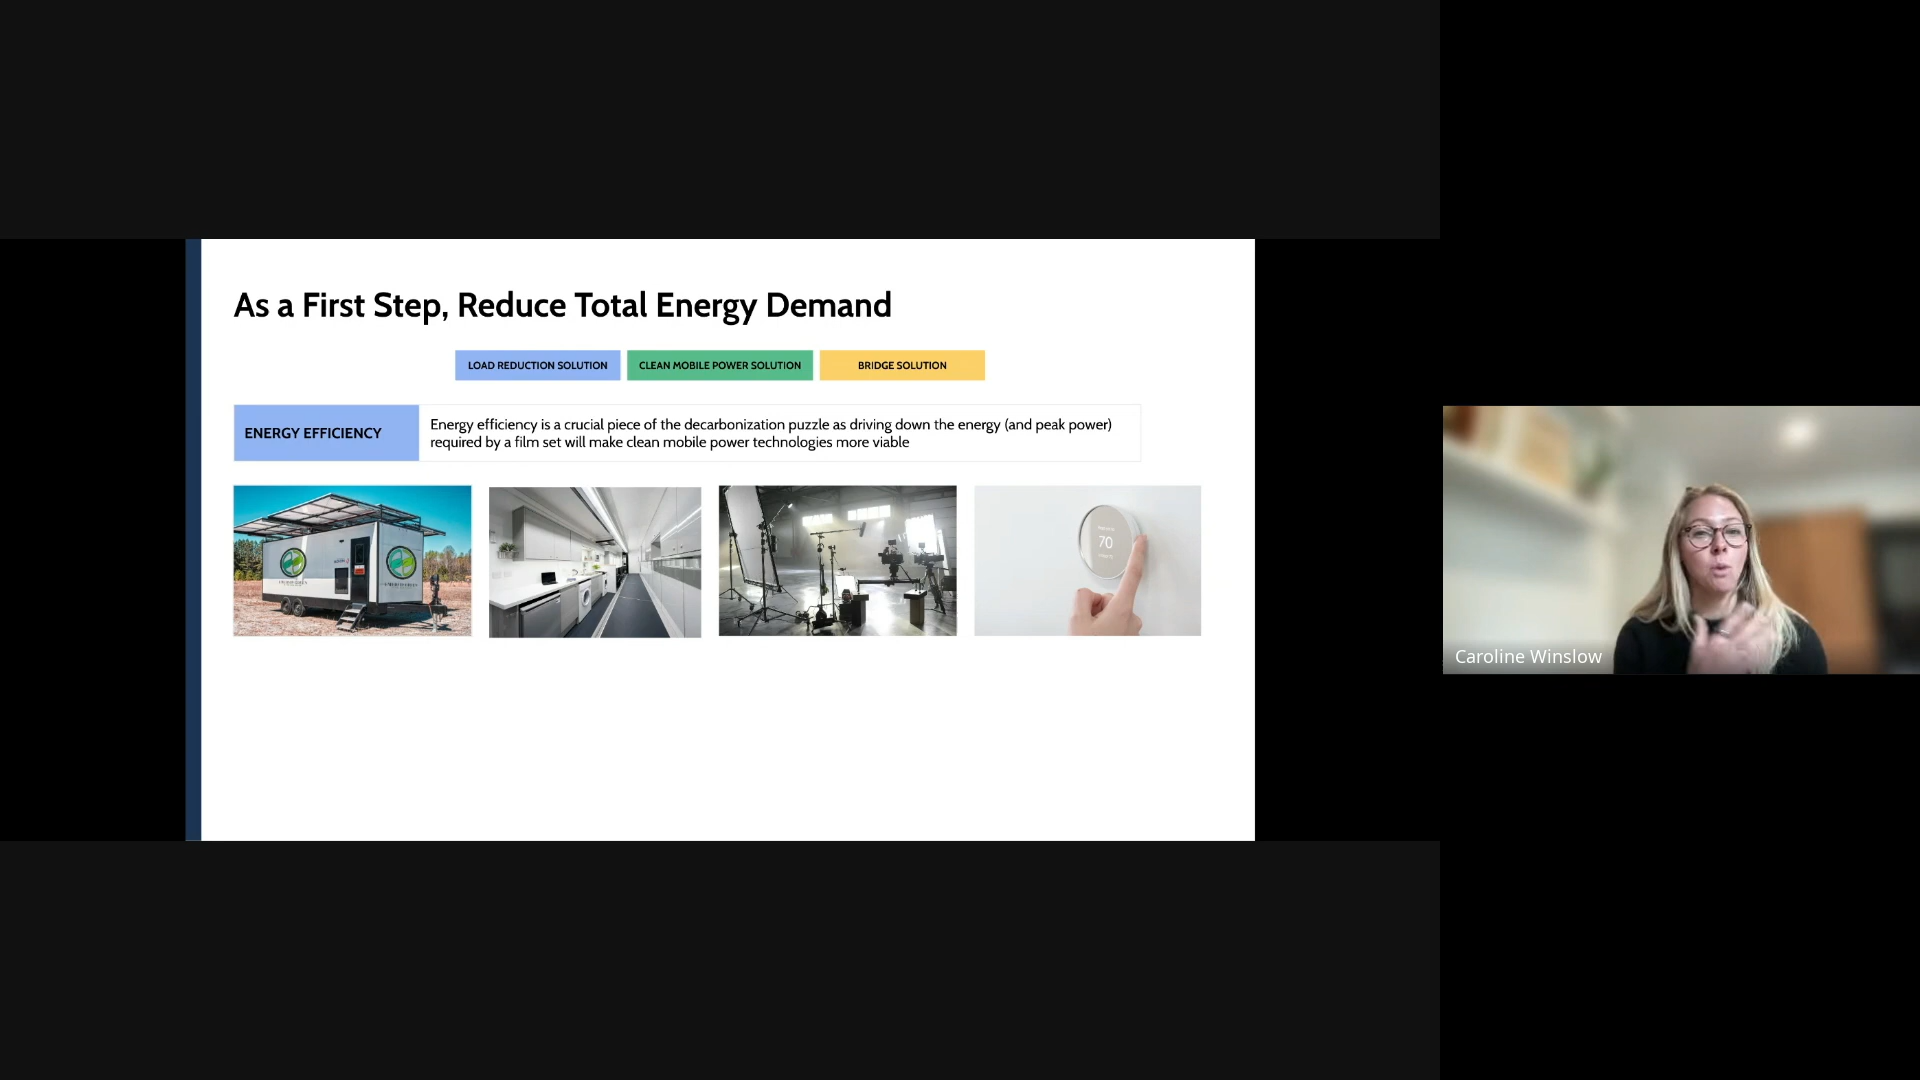 As a First Step, Reduce Total Energy Demand
LOAD REDUCTION SOLUTION
CLEAN MOBILE POWER SOLUTION
BRIDGE SOLUTION
ENERGY EFFICIENCY
Energy efficiency is a crucial piece of the decarbonization puzzle as driving down the energy (and peak power)
required by a film set will make clean mobile power technologies more viable
70
Caroline Winslow